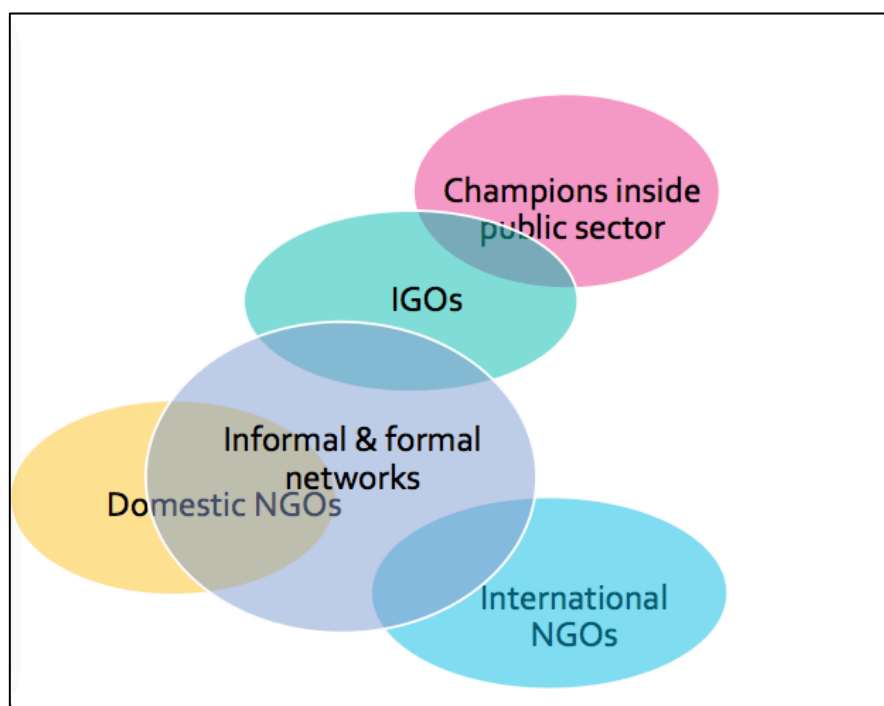 Champions inside
public sector
IGOs
Informal & formal
networks
Domestic NGOs
International
NGOs